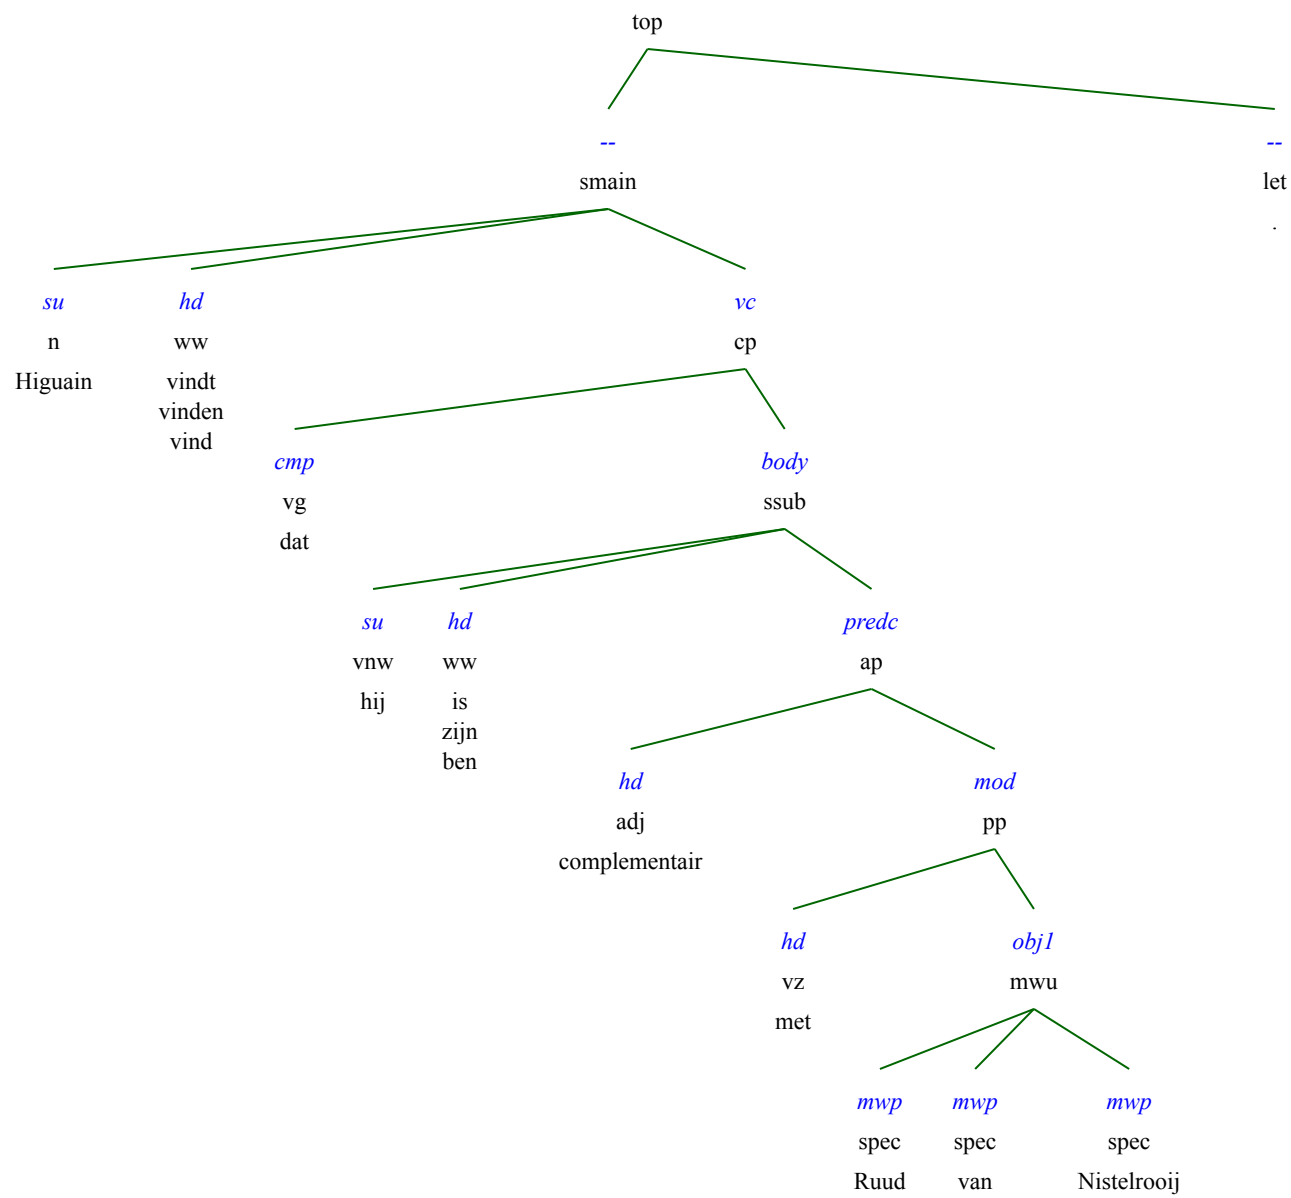 top
-- --
smain let
.
su hd vc
n ww cp
Higuain vindt
vinden
vind
cmp body
vg ssub
dat
su hd predc
vnw ww ap
hij is
zijn
ben
hd mod
adj pp
complementair
hd obj1
vz mwu
met
mwp mwp mwp
spec spec spec
Ruud van Nistelrooij